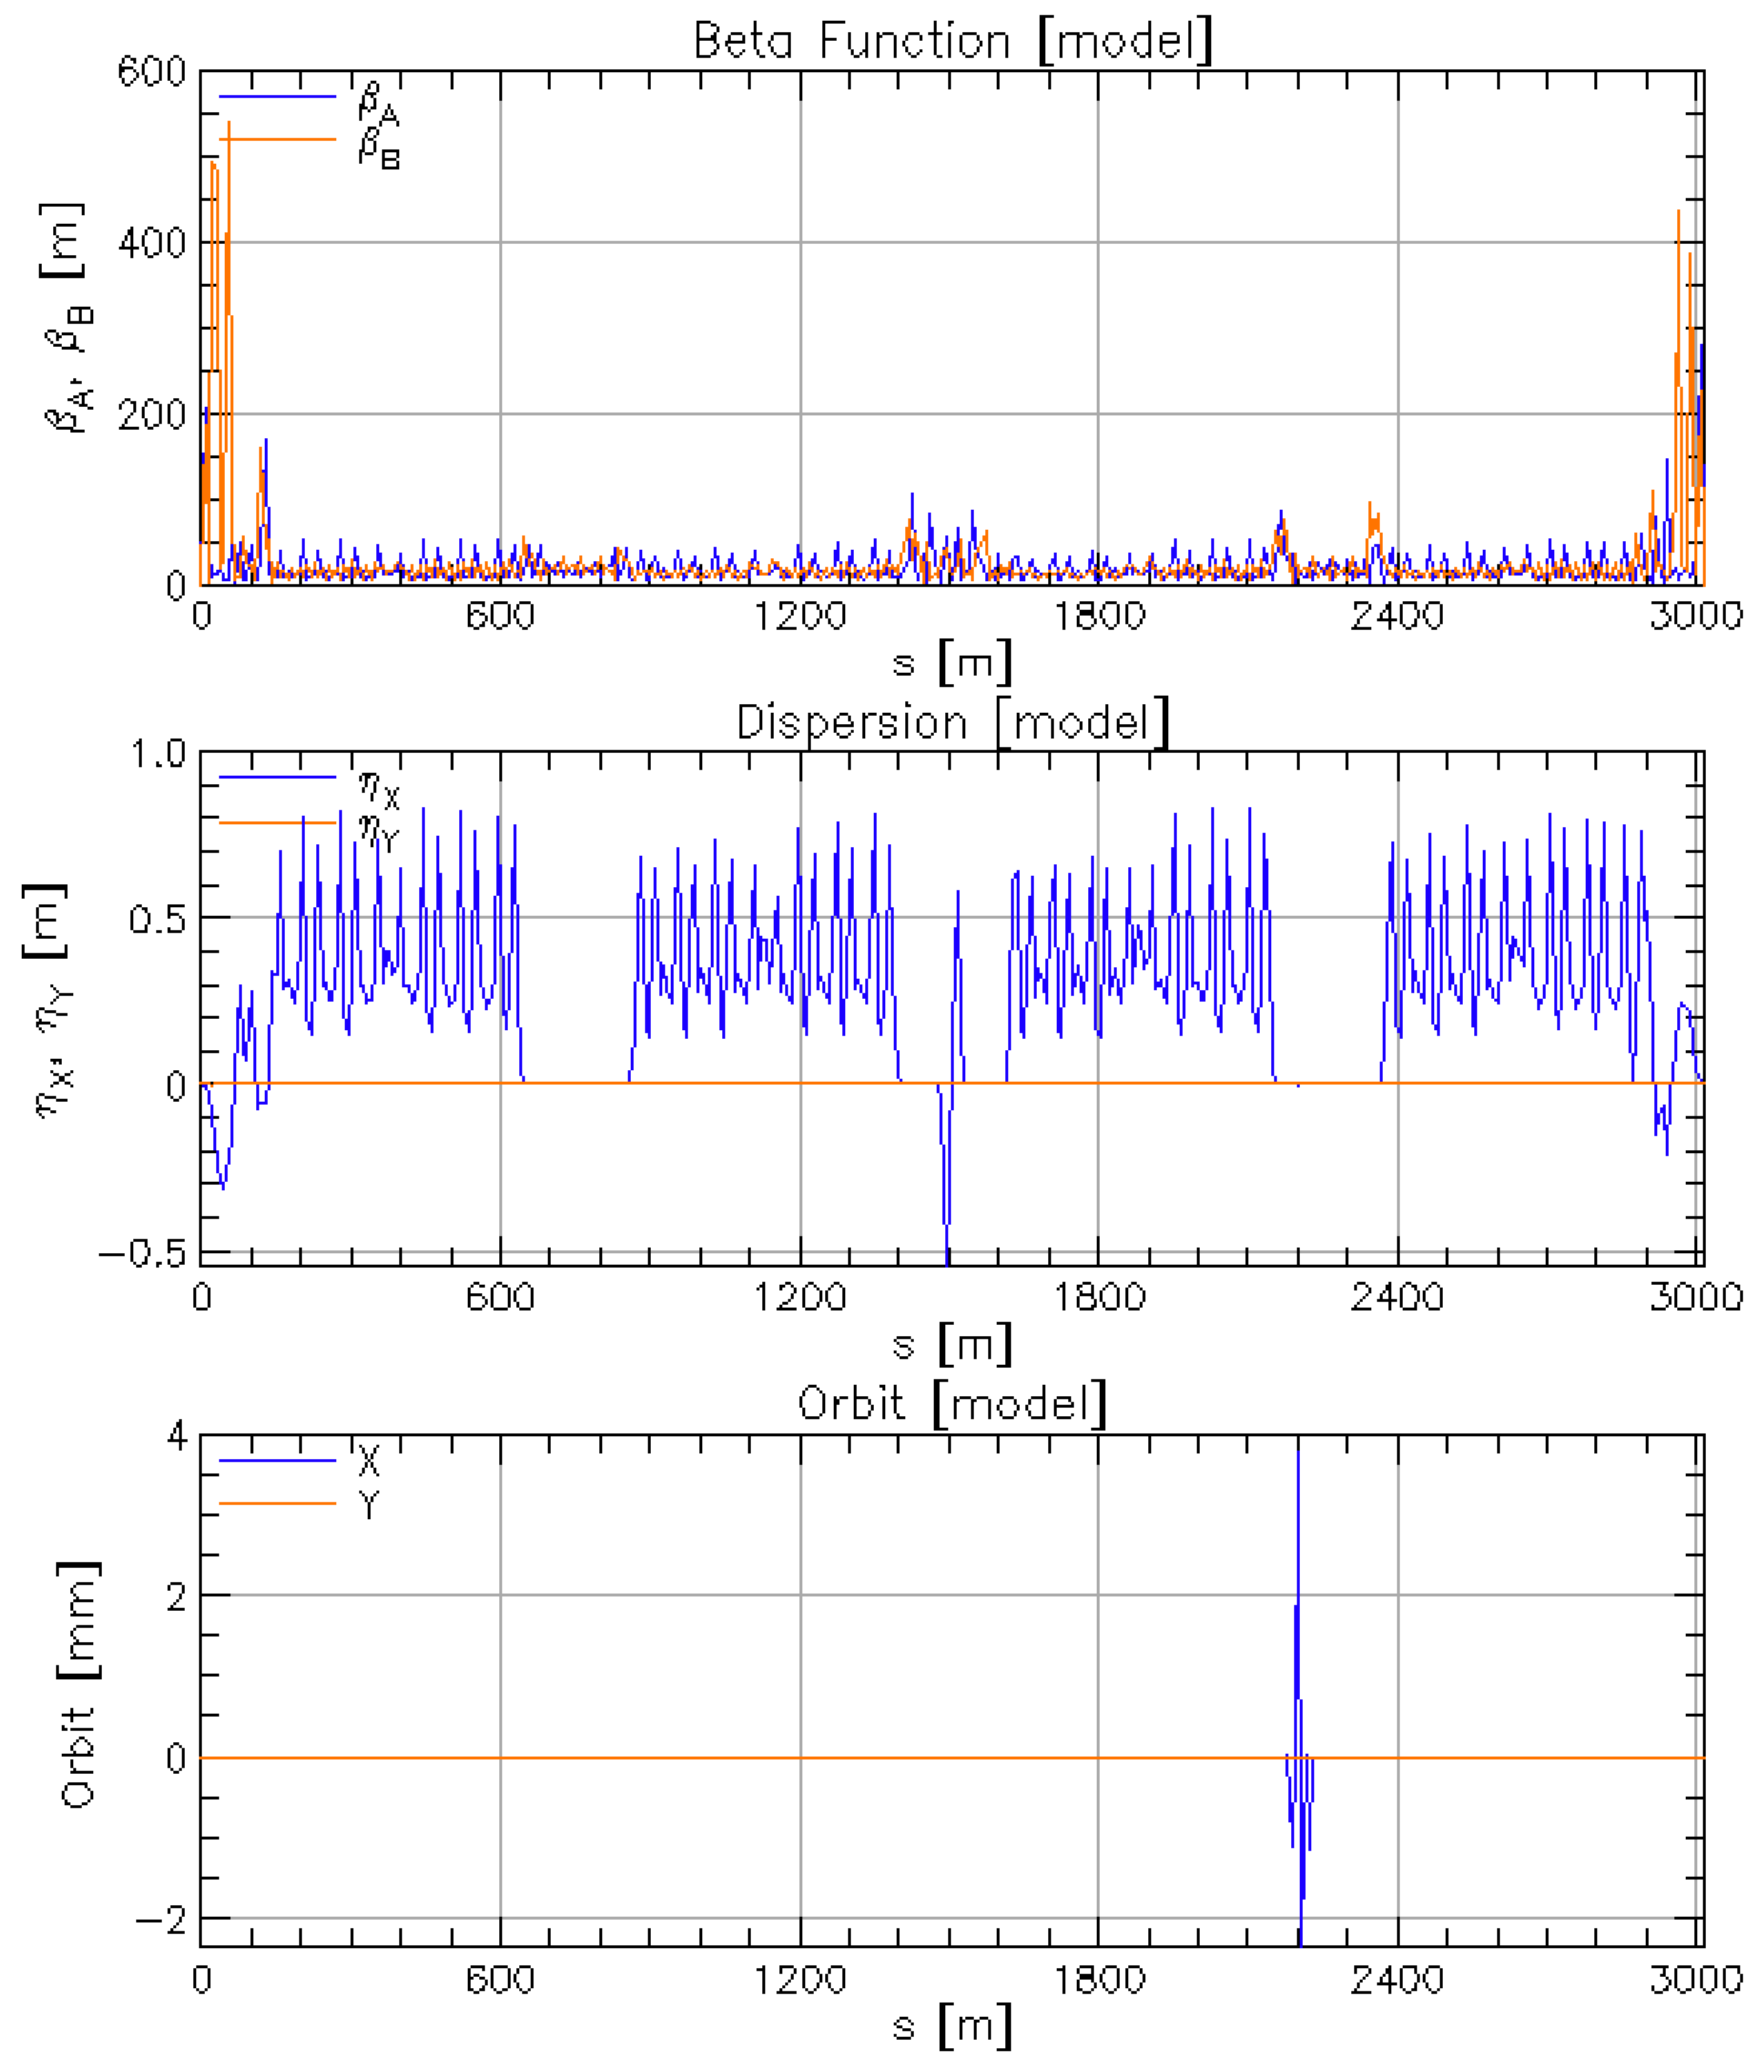 Beta Function [model]
600
400
200
0
β_A
β_B
β_A, β_B [m]
0 600 1200 1800 2400 3000
s [m]
Dispersion [model]
1.0
0.5
0
−0.5
η_X
η_Y
η_X, η_Y [m]
0 600 1200 1800 2400 3000
s [m]
Orbit [model]
4
2
0
−2
X
Y
Orbit [mm]
0 600 1200 1800 2400 3000
s [m]